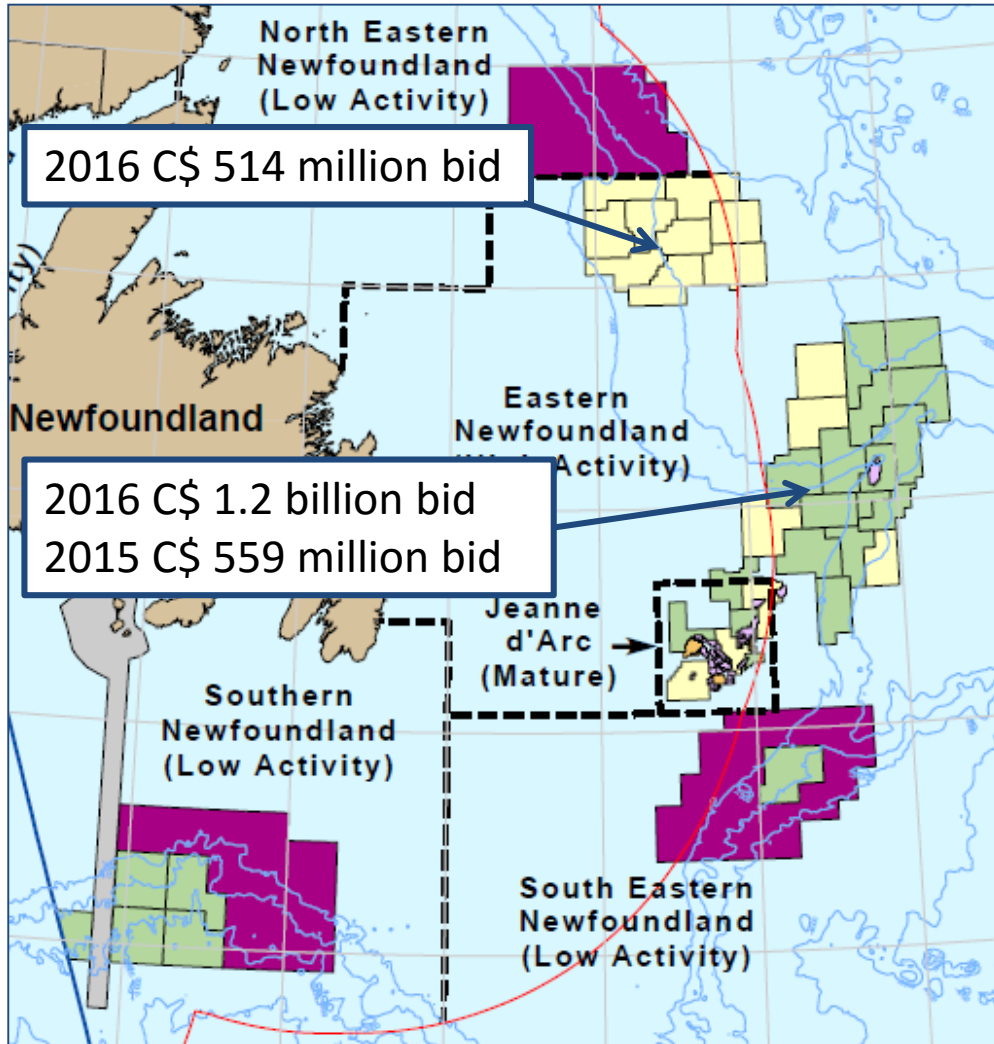 North Eastern
Newfoundland
(Low Activity)
2016 C$ 514 million bid
Newfoundland
Eastern
Newfoundland
Activity)
2016 C$ 1.2 billion bid
2015 C$ 559 million bid
Jeanne
d'Arc
(Mature)
Southern
Newfoundland
(Low Activity)
South Eastern
Newfoundland
(Low Activity)